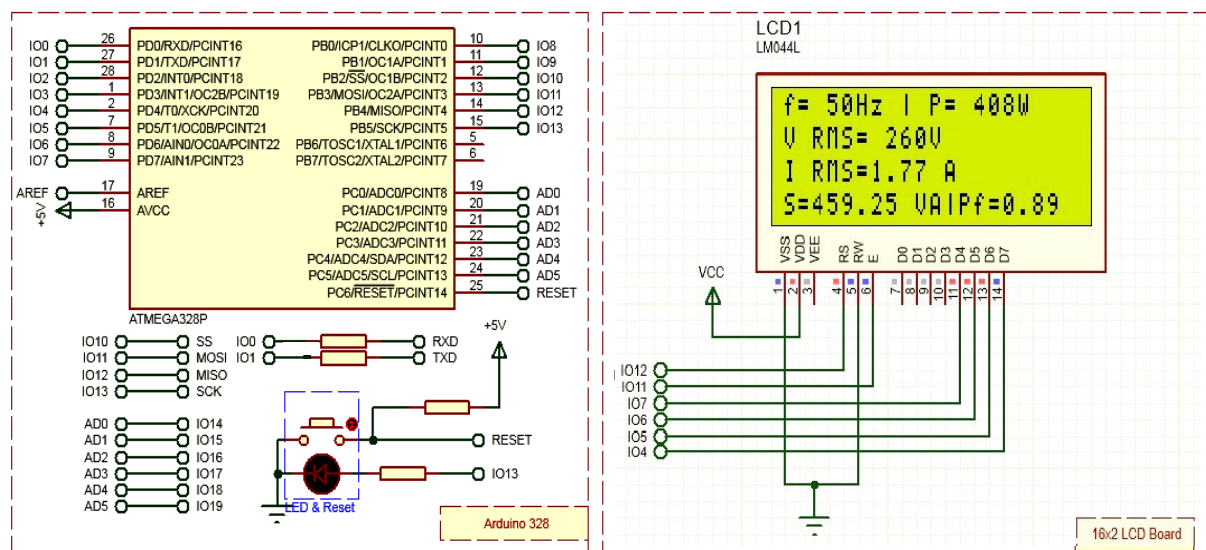 IO0 26 PD0/RXD/PCINT16 PB0/ICP1/CLKO/PCINT0 10 IO8
IO1 27 PD1/TXD/PCINT17 PB1/OC1A/PCINT1 11 IO9
IO2 28 PD2/INT0/PCINT18 PB2/SS/OC1B/PCINT2 12 IO10
IO3 1 PD3/INT1/OC2B/PCINT19 PB3/MOSI/OC2A/PCINT3 13 IO11
IO4 2 PD4/T0/XCK/PCINT20 PB4/MISO/PCINT4 14 IO12
IO5 7 PD5/T1/OC0B/PCINT21 PB5/SCK/PCINT5 15 IO13
IO6 8 PD6/AIN0/OC0A/PCINT22 PB6/TOSC1/XTAL1/PCINT6 5
IO7 9 PD7/AIN1/PCINT23 PB7/TOSC2/XTAL2/PCINT7 6
AREF 17 AREF PC0/ADC0/PCINT8 19 AD0
+5V 16 AVCC PC1/ADC1/PCINT9 20 AD1
PC2/ADC2/PCINT10 21 AD2
PC3/ADC3/PCINT11 22 AD3
PC4/ADC4/SDA/PCINT12 23 AD4
PC5/ADC5/SCL/PCINT13 24 AD5
PC6/RESET/PCINT14 25 RESET
ATMEGA328P
IO10 SS
IO11 MOSI
IO12 MISO
IO13 SCK
IO0 RXD
IO1 TXD
+5V
AD0 IO14
AD1 IO15
AD2 IO16
AD3 IO17
AD4 IO18
AD5 IO19
RESET
IO13
LED & Reset
Arduino 328
LCD1
LM044L
f= 50Hz | P= 408W
V RMS= 260V
I RMS=1.77 A
S=459.25 VA|Pf=0.89
VSS VDD VEE RS RW E D0 D1 D2 D3 D4 D5 D6 D7
1 2 3 4 5 6 7 8 9 10 11 12 13 14
VCC
IO12
IO11
IO7
IO6
IO5
IO4
16x2 LCD Board